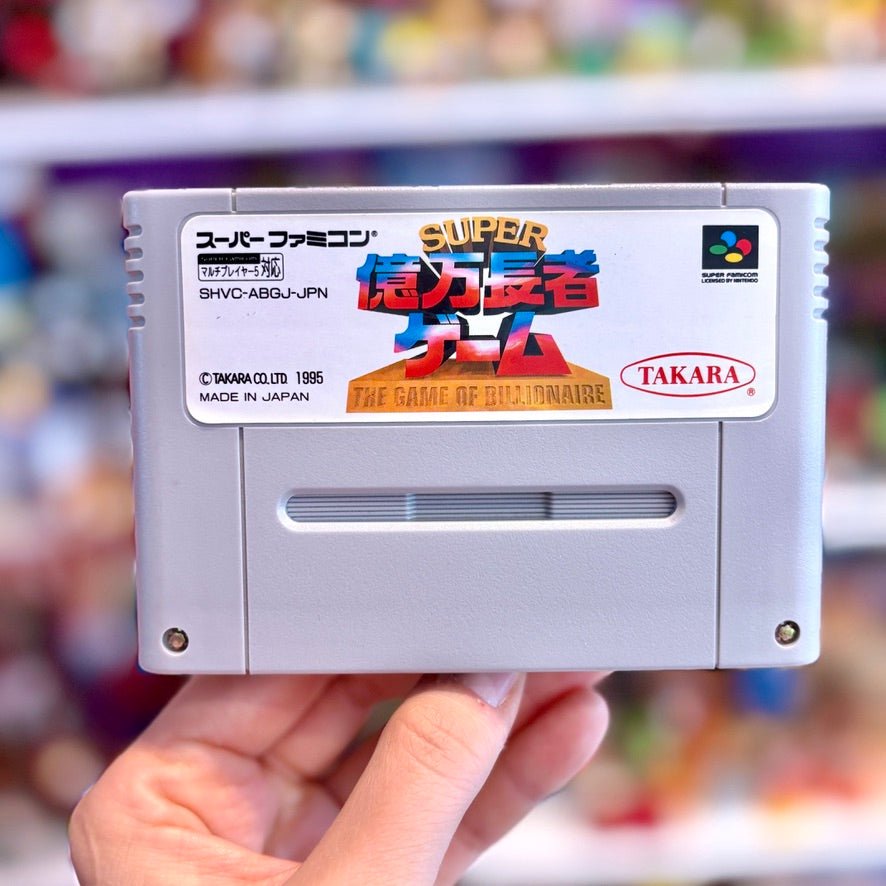 スーパーファミコン®
マルチプレイヤー5対応
SHVC-ABGJ-JPN
©TAKARA CO.,LTD. 1995
MADE IN JAPAN
SUPER
億万長者
ゲーム
THE GAME OF BILLIONAIRE
SUPER FAMICOM
LICENSED BY NINTENDO
TAKARA®